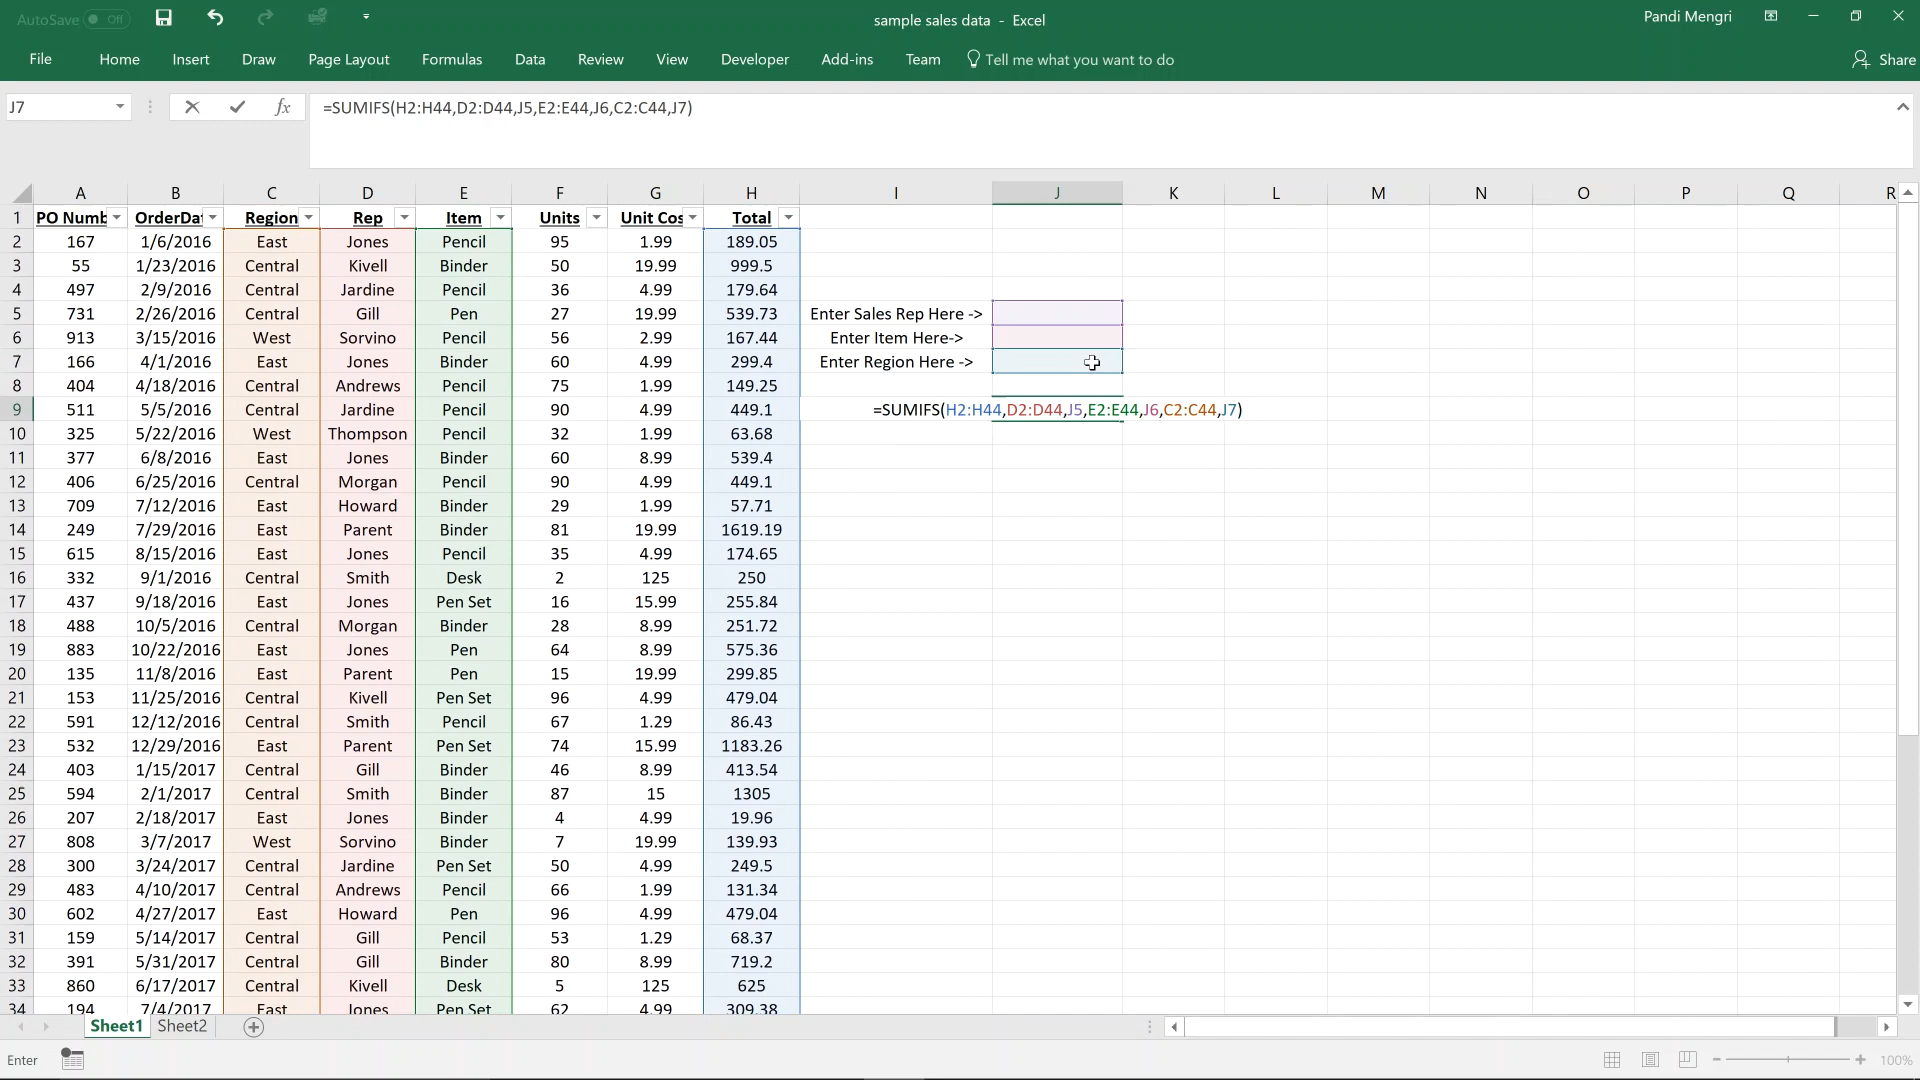 AutoSave Off
sample sales data - Excel
Pandi Mengri
File Home Insert Draw Page Layout Formulas Data Review View Developer Add-ins Team Tell me what you want to do Share
J7 fx =SUMIFS(H2:H44,D2:D44,J5,E2:E44,J6,C2:C44,J7)
A B C D E F G H I J K L M N O P Q R
1 PO Numb OrderDat Region Rep Item Units Unit Cos Total
2 167 1/6/2016 East Jones Pencil 95 1.99 189.05
3 55 1/23/2016 Central Kivell Binder 50 19.99 999.5
4 497 2/9/2016 Central Jardine Pencil 36 4.99 179.64
5 731 2/26/2016 Central Gill Pen 27 19.99 539.73 Enter Sales Rep Here ->
6 913 3/15/2016 West Sorvino Pencil 56 2.99 167.44 Enter Item Here->
7 166 4/1/2016 East Jones Binder 60 4.99 299.4 Enter Region Here ->
8 404 4/18/2016 Central Andrews Pencil 75 1.99 149.25
9 511 5/5/2016 Central Jardine Pencil 90 4.99 449.1 =SUMIFS(H2:H44,D2:D44,J5,E2:E44,J6,C2:C44,J7)
10 325 5/22/2016 West Thompson Pencil 32 1.99 63.68
11 377 6/8/2016 East Jones Binder 60 8.99 539.4
12 406 6/25/2016 Central Morgan Pencil 90 4.99 449.1
13 709 7/12/2016 East Howard Binder 29 1.99 57.71
14 249 7/29/2016 East Parent Binder 81 19.99 1619.19
15 615 8/15/2016 East Jones Pencil 35 4.99 174.65
16 332 9/1/2016 Central Smith Desk 2 125 250
17 437 9/18/2016 East Jones Pen Set 16 15.99 255.84
18 488 10/5/2016 Central Morgan Binder 28 8.99 251.72
19 883 10/22/2016 East Jones Pen 64 8.99 575.36
20 135 11/8/2016 East Parent Pen 15 19.99 299.85
21 153 11/25/2016 Central Kivell Pen Set 96 4.99 479.04
22 591 12/12/2016 Central Smith Pencil 67 1.29 86.43
23 532 12/29/2016 East Parent Pen Set 74 15.99 1183.26
24 403 1/15/2017 Central Gill Binder 46 8.99 413.54
25 594 2/1/2017 Central Smith Binder 87 15 1305
26 207 2/18/2017 East Jones Binder 4 4.99 19.96
27 808 3/7/2017 West Sorvino Binder 7 19.99 139.93
28 300 3/24/2017 Central Jardine Pen Set 50 4.99 249.5
29 483 4/10/2017 Central Andrews Pencil 66 1.99 131.34
30 602 4/27/2017 East Howard Pen 96 4.99 479.04
31 159 5/14/2017 Central Gill Pencil 53 1.29 68.37
32 391 5/31/2017 Central Gill Binder 80 8.99 719.2
33 860 6/17/2017 Central Kivell Desk 5 125 625
34 194 7/4/2017 East Jones Pen Set 62 4.99 309.38
Sheet1 Sheet2
Enter 100%